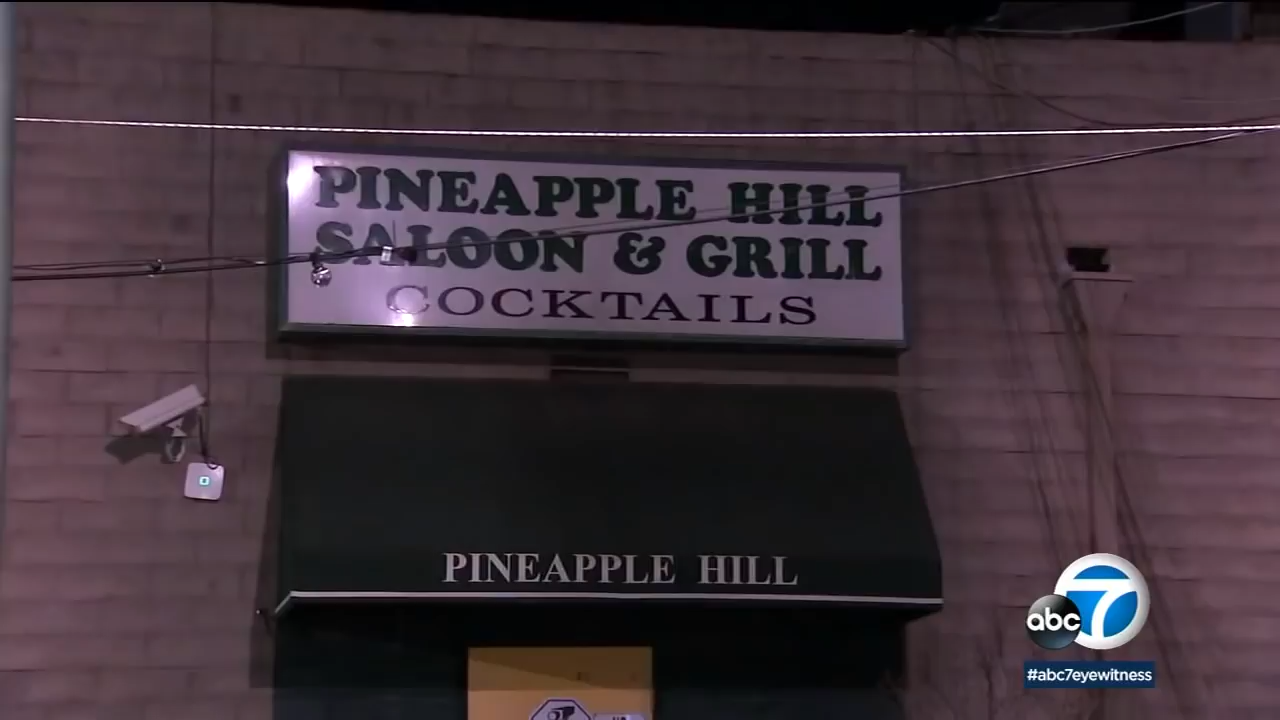 PINEAPPLE HILL
SALOON & GRILL
COCKTAILS
PINEAPPLE HILL
abc 7
#abc7eyewitness